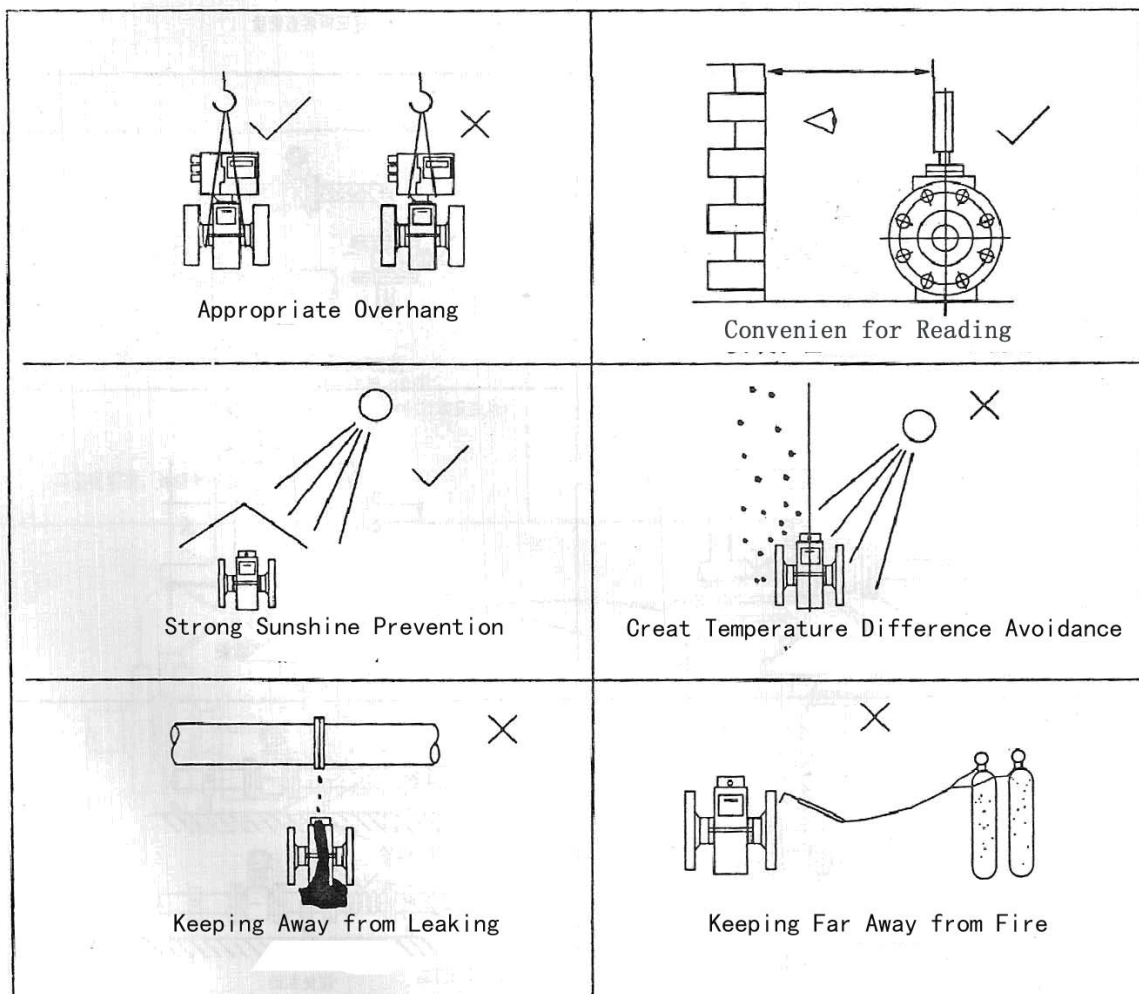 Appropriate Overhang
Convenien for Reading
Strong Sunshine Prevention
Creat Temperature Difference Avoidance
Keeping Away from Leaking
Keeping Far Away from Fire